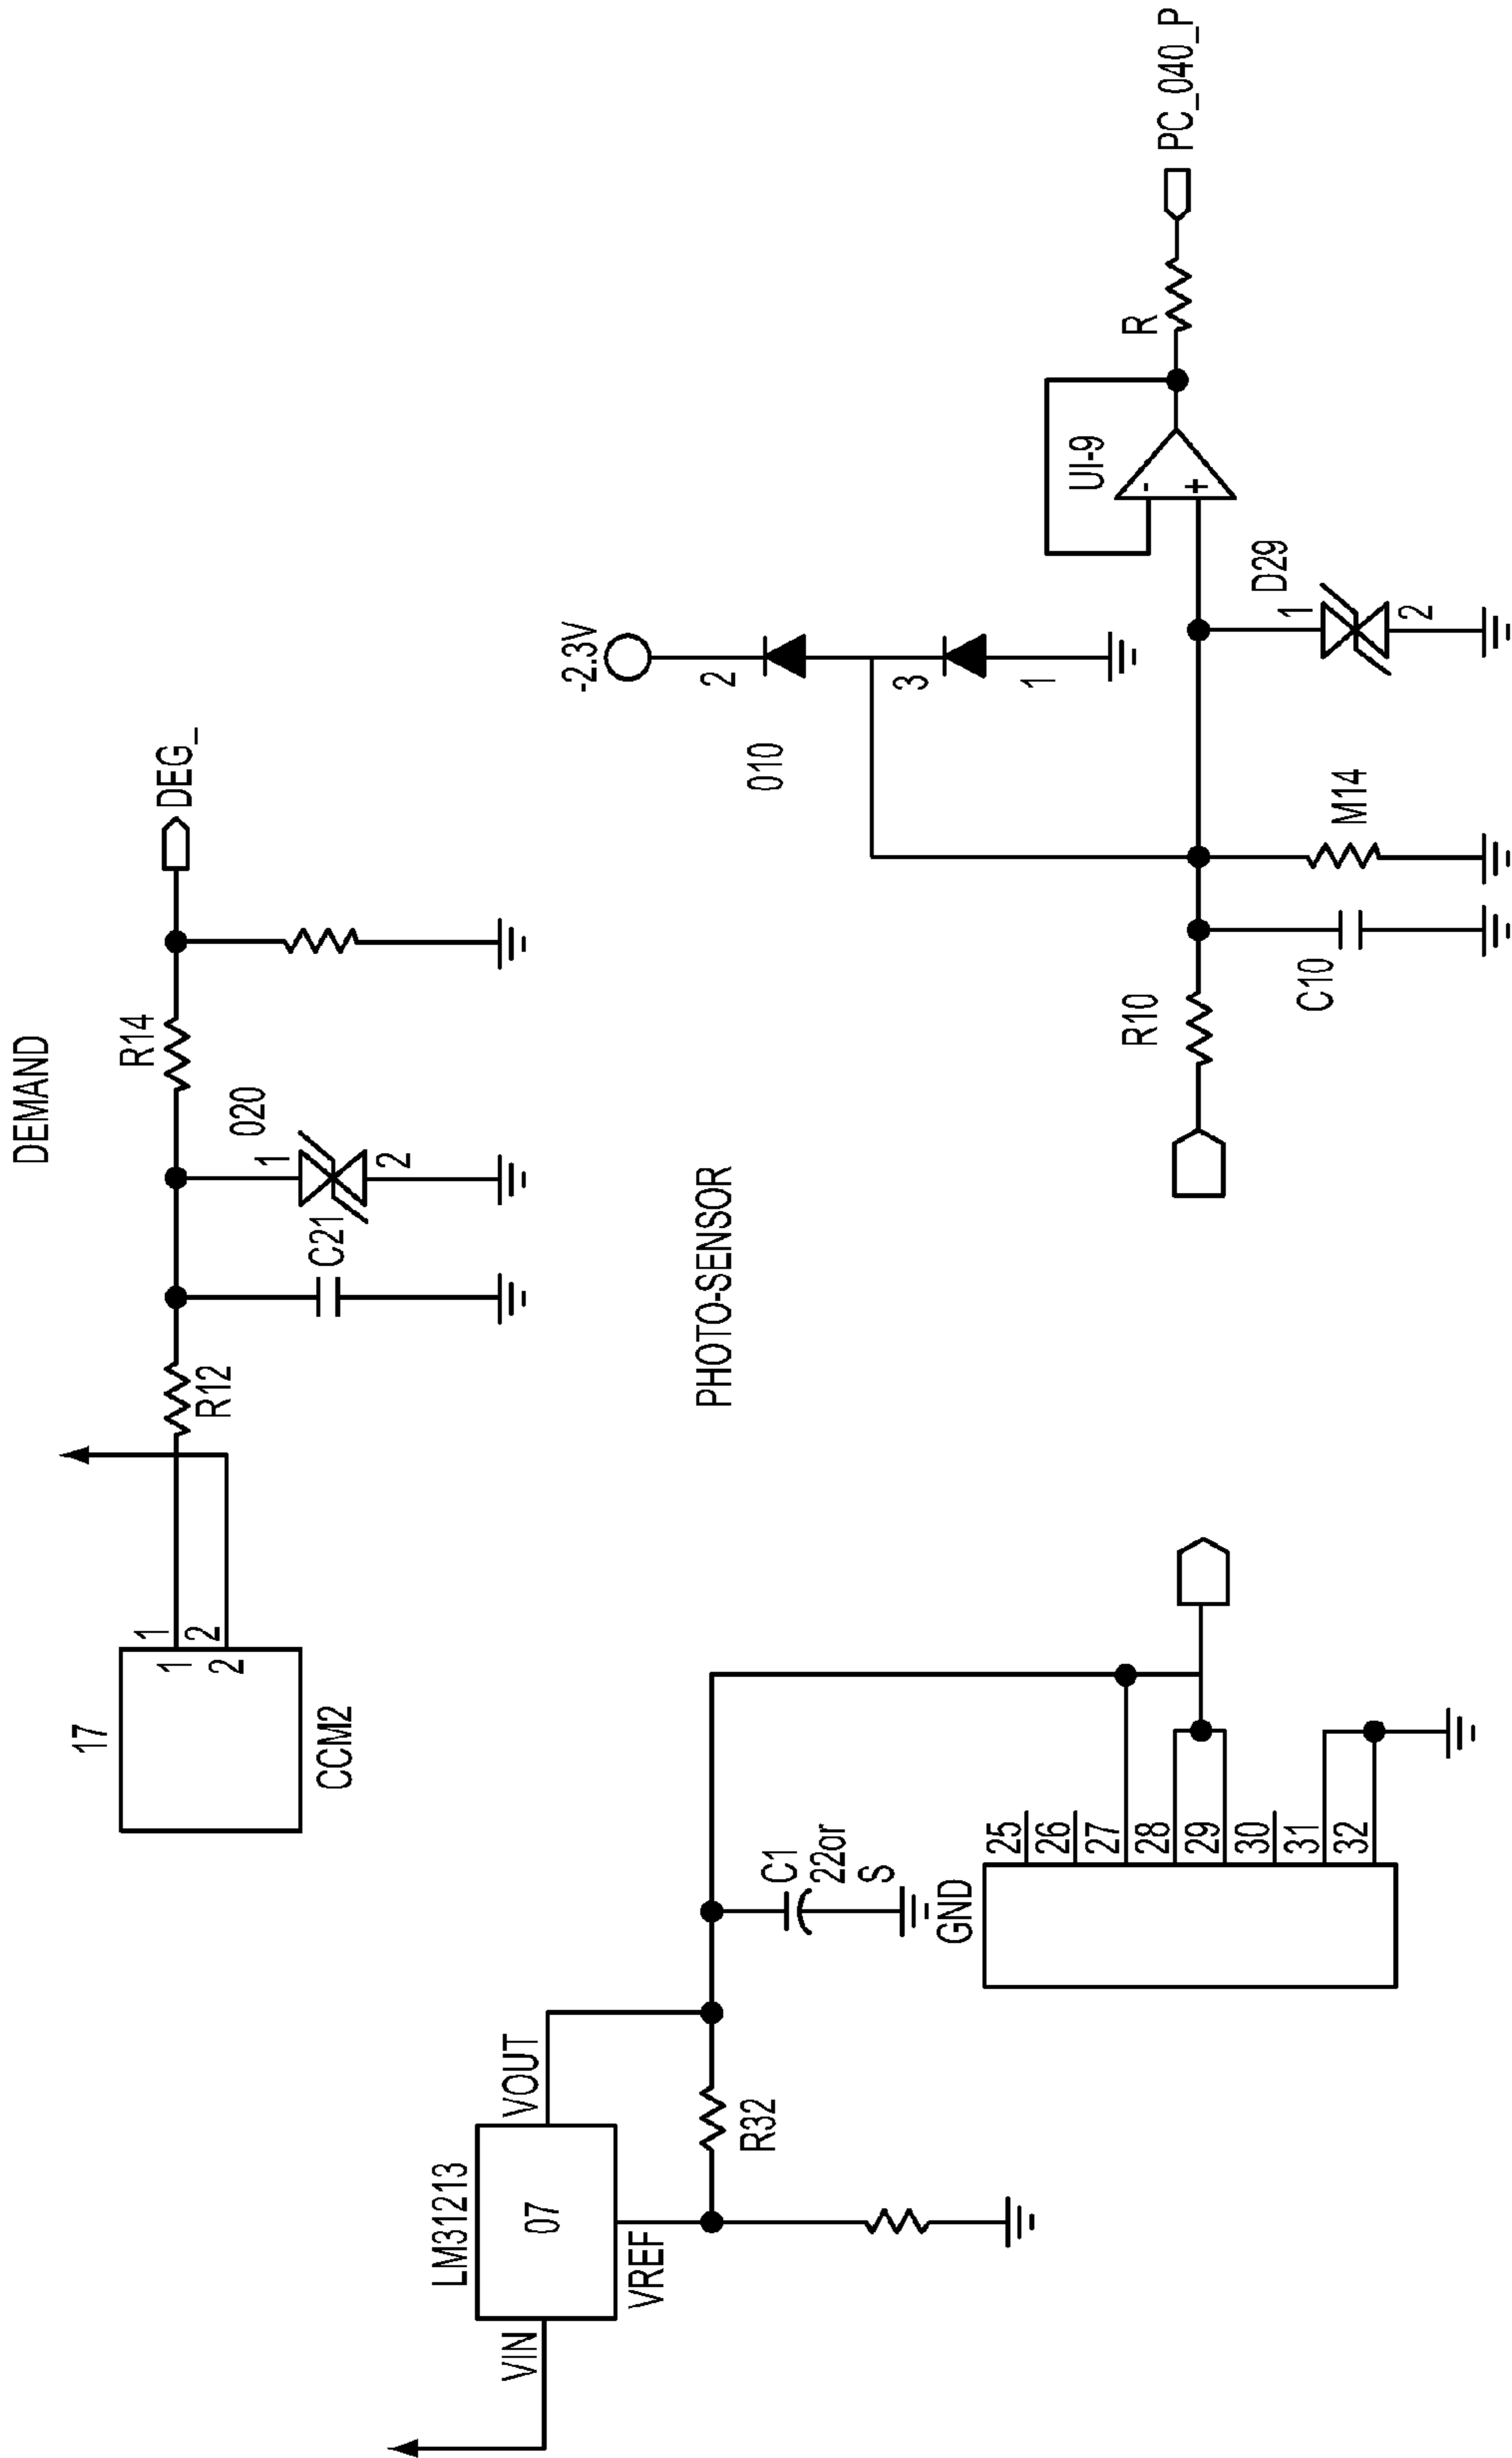 DEMAND
17
1
1
2
2
CCM2
R12
C21
1
020
2
R14
DEG_
PHOTO-SENSOR
LM31213
07
VIN
VOUT
VREF
R32
C1
22or
S
GND
25
26
27
28
29
30
31
32
R10
C10
M14
010
-2.3V
2
3
1
D29
1
2
UI-9
-
+
R
PC_040_P